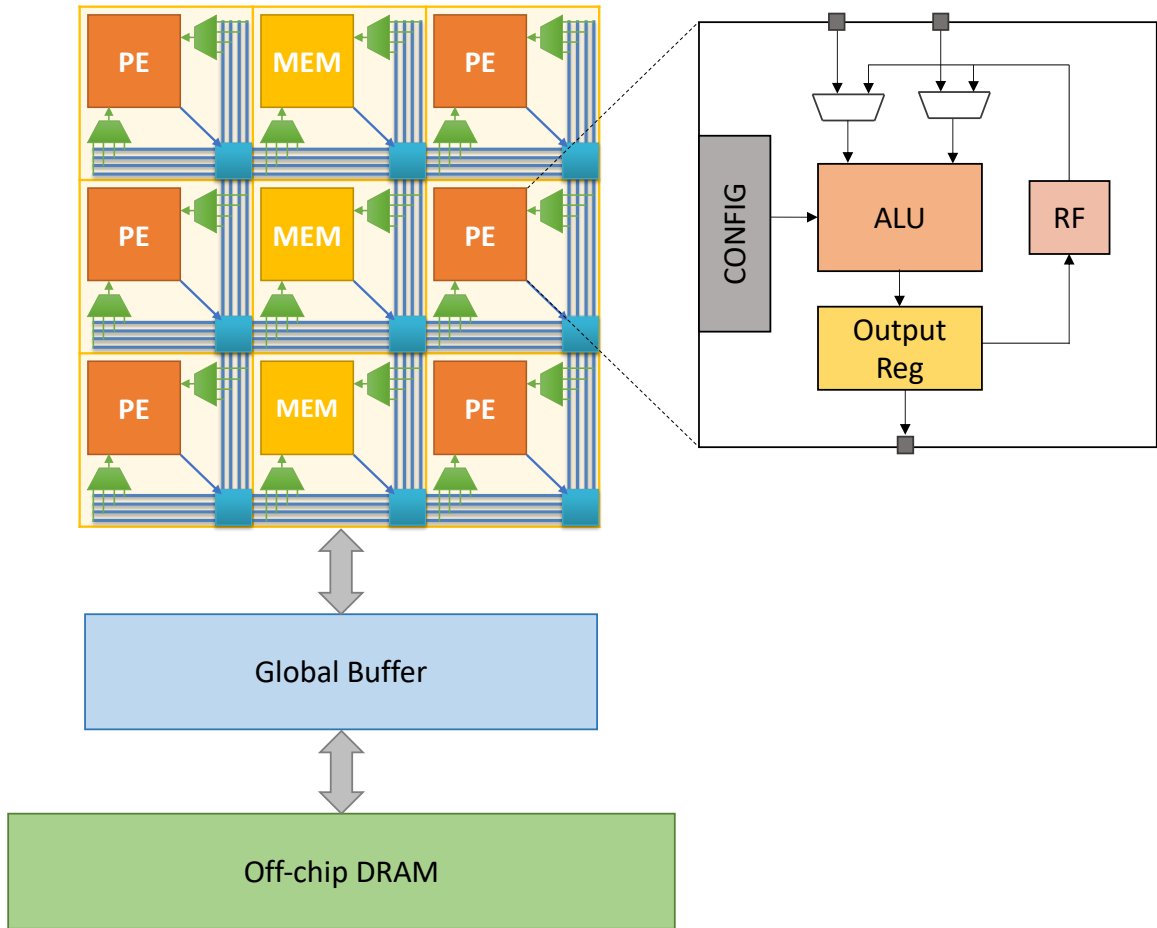 PE
MEM
PE
PE
MEM
PE
PE
MEM
PE
CONFIG
ALU
RF
Output
Reg
Global Buffer
Off-chip DRAM